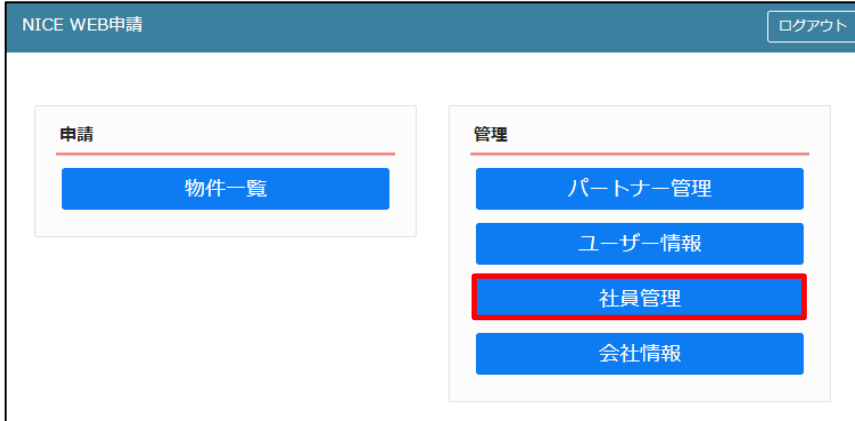 NICE WEB申請
ログアウト
申請
物件一覧
管理
パートナー管理
ユーザー情報
社員管理
会社情報